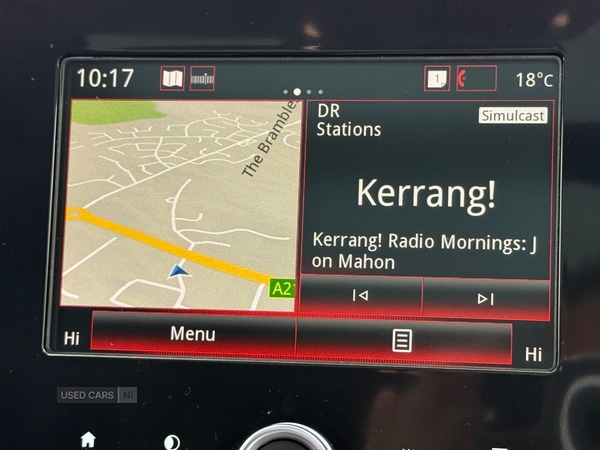 10:17
1
18°C
The Bramble
A2
DR
Stations
Simulcast
Kerrang!
Kerrang! Radio Mornings: J
on Mahon
Hi
Menu
Hi
USED CARS NI